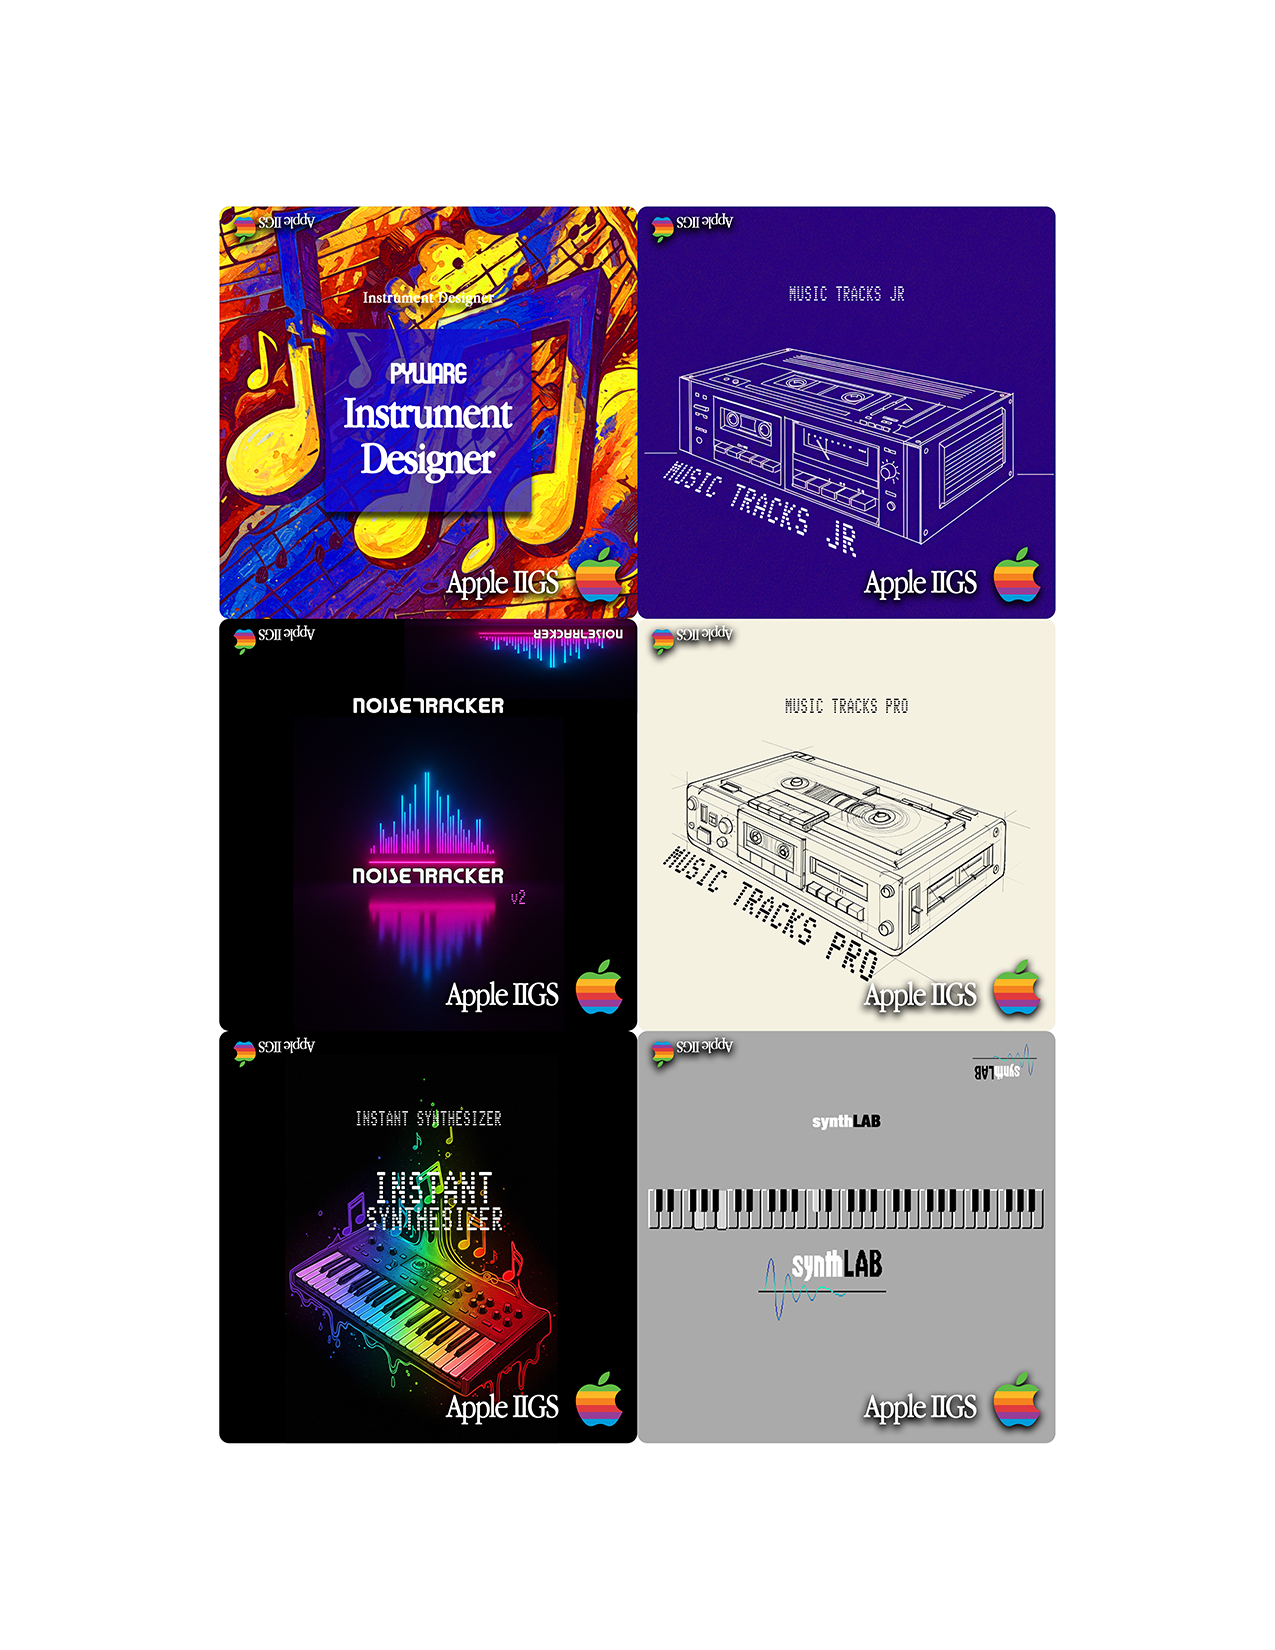 Apple IIGS
Instrument Designer
PYWARE
Instrument
Designer
Apple IIGS
Apple IIGS
MUSIC TRACKS JR
MUSIC TRACKS JR
Apple IIGS
Apple IIGS
NOISETRACKER
NOISETRACKER
NOISETRACKER
v2
Apple IIGS
Apple IIGS
MUSIC TRACKS PRO
MUSIC TRACKS PRO
Apple IIGS
Apple IIGS
INSTANT SYNTHESIZER
INSTANT
SYNTHESIZER
Apple IIGS
Apple IIGS
synthLAB
synthLAB
synthLAB
Apple IIGS